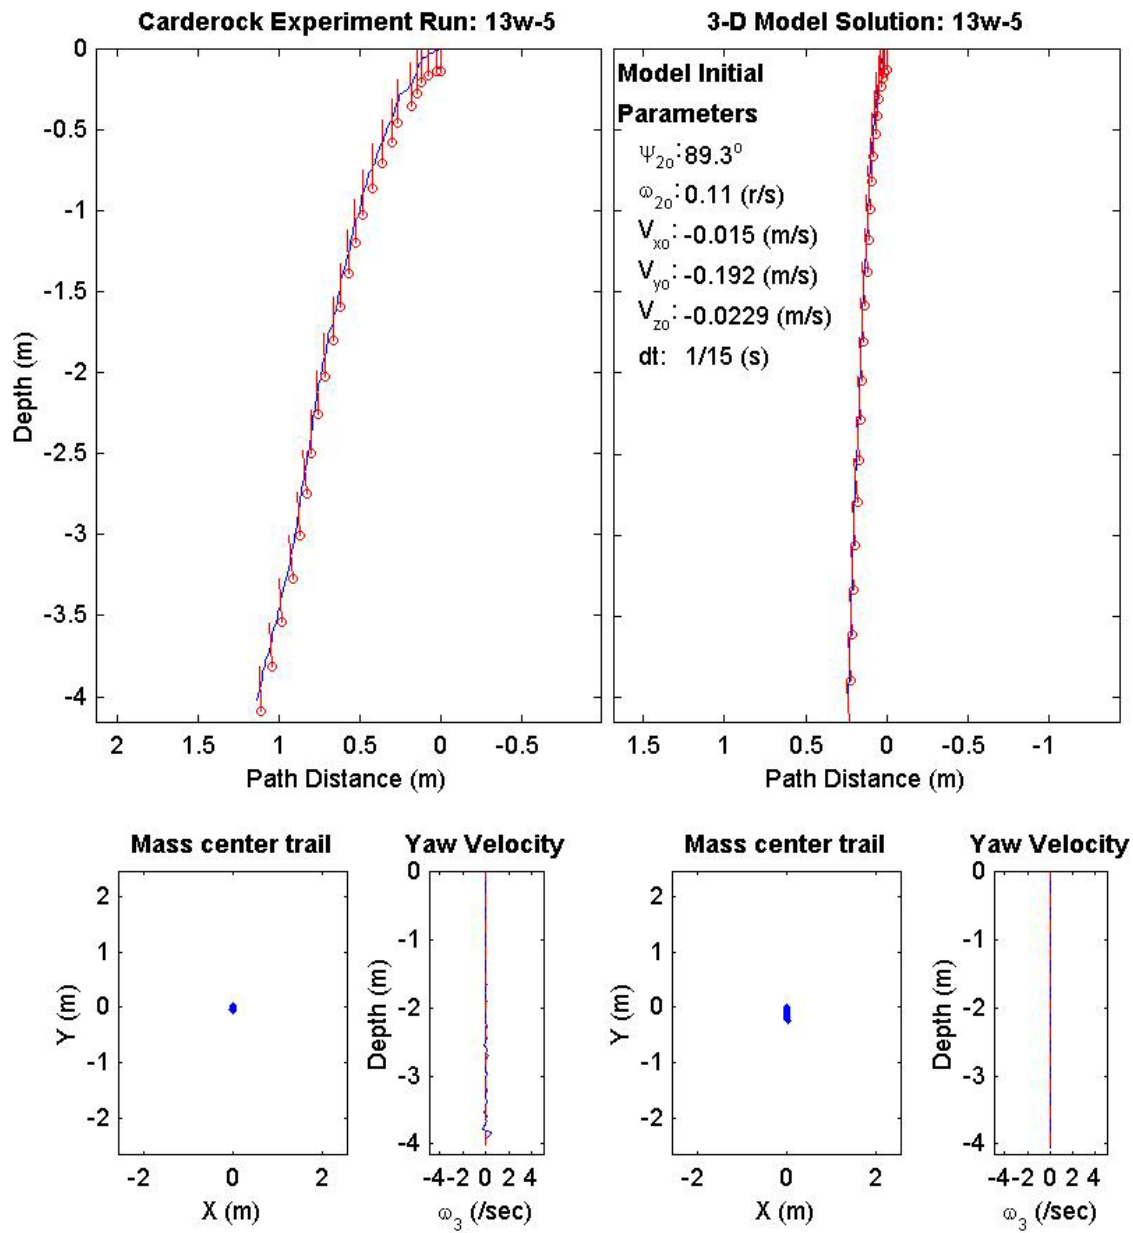 Carderock Experiment Run: 13w-5
0
-0.5
-1
-1.5
-2
-2.5
-3
-3.5
-4
Depth (m)
2 1 0.5 0 -0.5
Path Distance (m)
3-D Model Solution: 13w-5
Model Initial
Parameters
Ψ2o: 89.3°
ω2o: 0.11 (r/s)
Vxo: -0.015 (m/s)
Vyo: -0.192 (m/s)
Vzo: -0.0229 (m/s)
dt: 1/15 (s)
1.5 1 0.5 0 -0.5 -1
Path Distance (m)
Mass center trail
2
1
0
-1
-2
Y (m)
-2 0 2
X (m)
Yaw Velocity
0
-1
-2
-3
-4
Depth (m)
-4 -2 0 2 4
ω3 (/sec)
Mass center trail
2
1
0
-1
-2
Y (m)
-2 0 2
X (m)
Yaw Velocity
0
-1
-2
-3
-4
Depth (m)
-4 -2 0 2 4
ω3 (/sec)